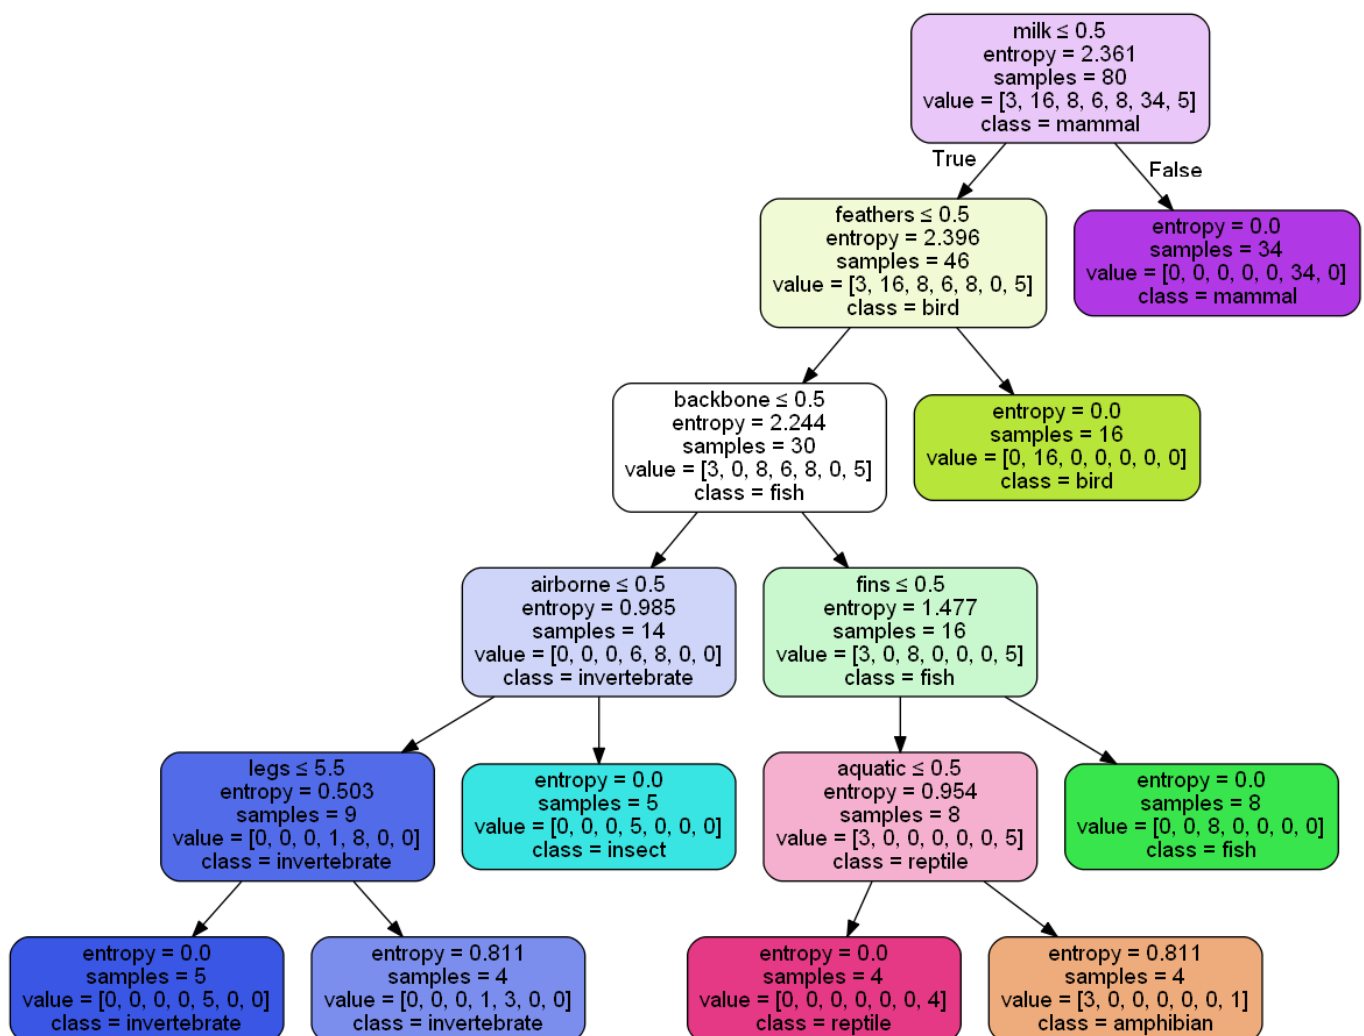 milk ≤ 0.5
entropy = 2.361
samples = 80
value = [3, 16, 8, 6, 8, 34, 5]
class = mammal
True
False
feathers ≤ 0.5
entropy = 2.396
samples = 46
value = [3, 16, 8, 6, 8, 0, 5]
class = bird
entropy = 0.0
samples = 34
value = [0, 0, 0, 0, 0, 34, 0]
class = mammal
backbone ≤ 0.5
entropy = 2.244
samples = 30
value = [3, 0, 8, 6, 8, 0, 5]
class = fish
entropy = 0.0
samples = 16
value = [0, 16, 0, 0, 0, 0, 0]
class = bird
airborne ≤ 0.5
entropy = 0.985
samples = 14
value = [0, 0, 0, 6, 8, 0, 0]
class = invertebrate
fins ≤ 0.5
entropy = 1.477
samples = 16
value = [3, 0, 8, 0, 0, 0, 5]
class = fish
legs ≤ 5.5
entropy = 0.503
samples = 9
value = [0, 0, 0, 1, 8, 0, 0]
class = invertebrate
entropy = 0.0
samples = 5
value = [0, 0, 0, 5, 0, 0, 0]
class = insect
aquatic ≤ 0.5
entropy = 0.954
samples = 8
value = [3, 0, 0, 0, 0, 0, 5]
class = reptile
entropy = 0.0
samples = 8
value = [0, 0, 8, 0, 0, 0, 0]
class = fish
entropy = 0.0
samples = 5
value = [0, 0, 0, 0, 5, 0, 0]
class = invertebrate
entropy = 0.811
samples = 4
value = [0, 0, 0, 1, 3, 0, 0]
class = invertebrate
entropy = 0.0
samples = 4
value = [0, 0, 0, 0, 0, 0, 4]
class = reptile
entropy = 0.811
samples = 4
value = [3, 0, 0, 0, 0, 0, 1]
class = amphibian